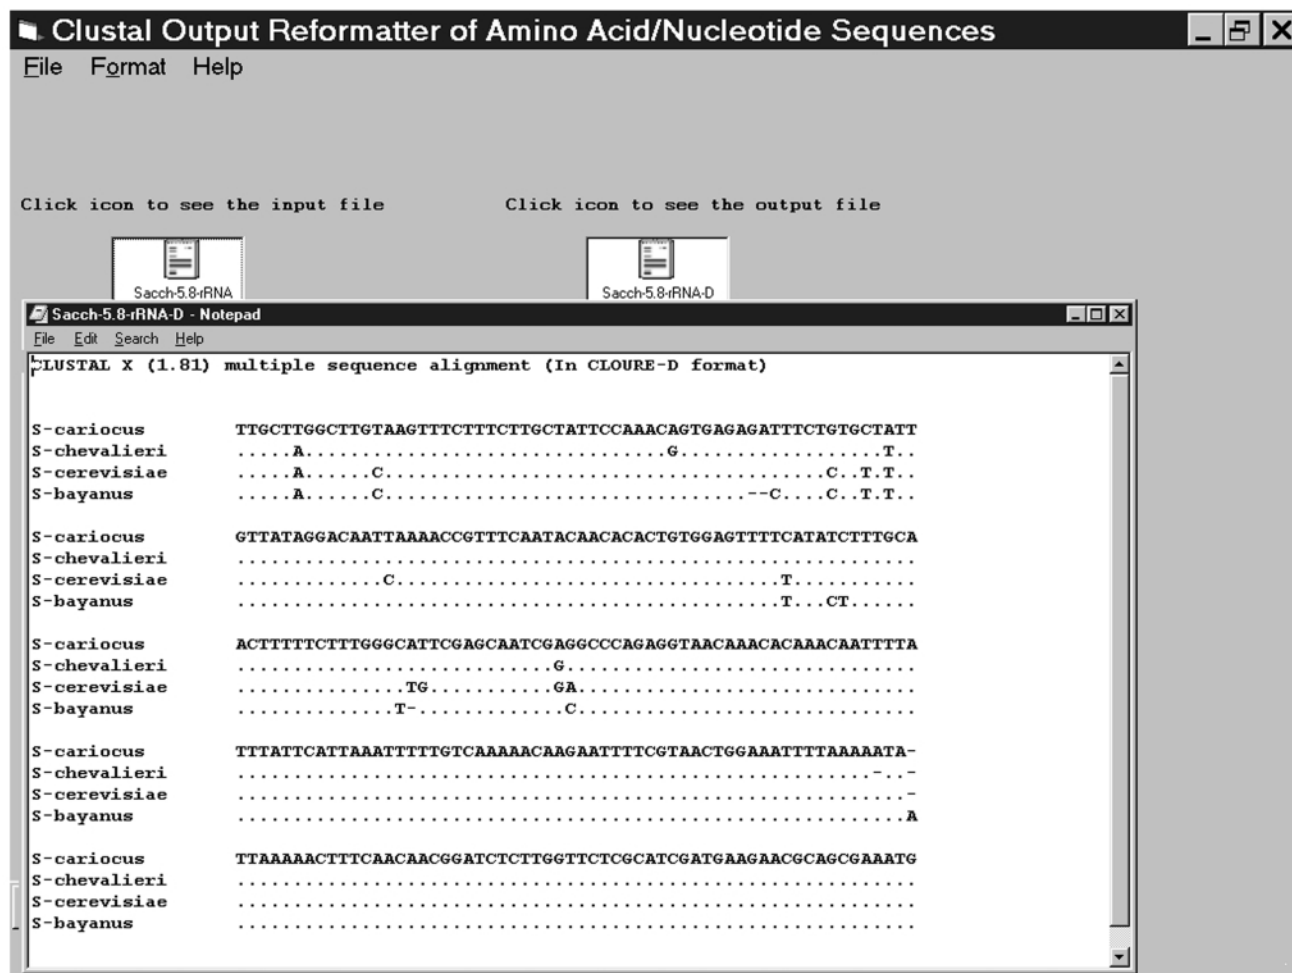 Clustal Output Reformatter of Amino Acid/Nucleotide Sequences
File Format Help
Click icon to see the input file Click icon to see the output file
Sacch-5.8-rRNA Sacch-5.8-rRNA-D
Sacch-5.8-rRNA-D - Notepad
File Edit Search Help
CLUSTAL X (1.81) multiple sequence alignment (In CLOURE-D format)
S-cariocus TTGCTTGGCTTGTAAGTTTCTTTCTTGCTATTCCAAACAGTGAGAGATTTCTGTGCTATT
S-chevalieri .....A................................G..................T..
S-cerevisiae .....A......C.......................................C..T.T..
S-bayanus .....A......C................................--C....C..T.T..
S-cariocus GTTATAGGACAATTAAAACCGTTTCAATACAACACACTGTGGAGTTTTCATATCTTTGCA
S-chevalieri ............................................................
S-cerevisiae .............C..................................T...........
S-bayanus ................................................T...CT......
S-cariocus ACTTTTTCTTTGGGCATTCGAGCAATCGAGGCCCAGAGGTAACAAACACAAACAATTTTA
S-chevalieri ............................G...............................
S-cerevisiae ...............TG...........GA..............................
S-bayanus ..............T-.............C..............................
S-cariocus TTTATTCATTAAATTTTTGTCAAAAACAAGAATTTTCGTAACTGGAAATTTTAAAAATA-
S-chevalieri ........................................................-..-
S-cerevisiae ...........................................................-
S-bayanus ...........................................................A
S-cariocus TTAAAAACTTTCAACAACGGATCTCTTGGTTCTCGCATCGATGAAGAACGCAGCGAAATG
S-chevalieri ............................................................
S-cerevisiae ............................................................
S-bayanus ............................................................